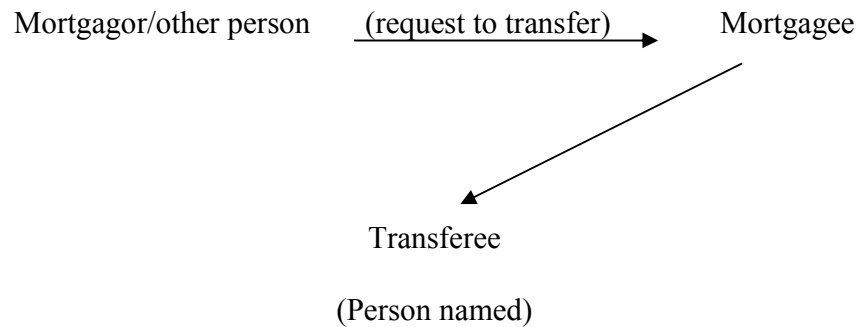 Mortgagor/other person (request to transfer) Mortgagee
Transferee
(Person named)